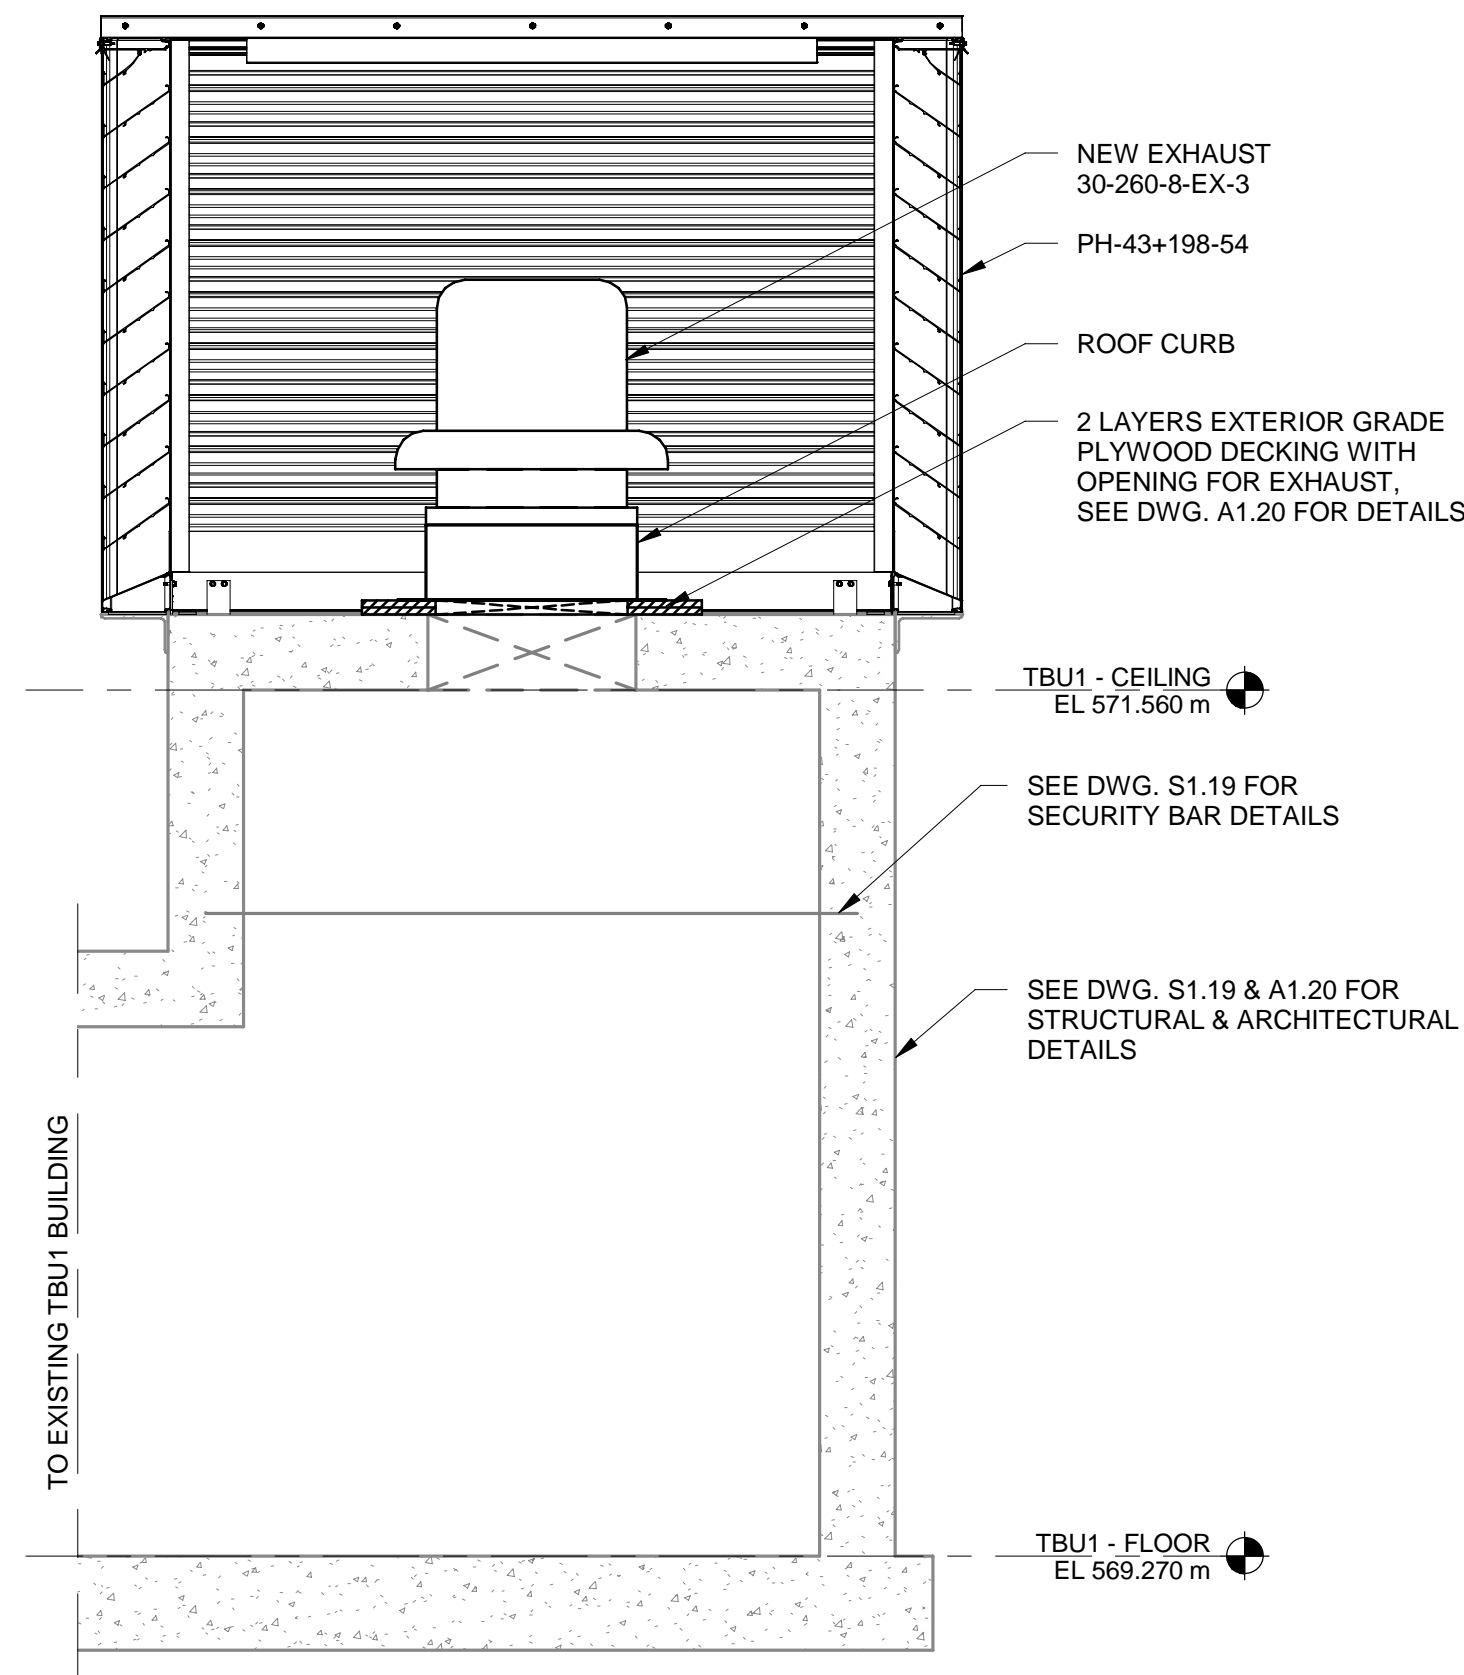 NEW EXHAUST
30-260-8-EX-3
PH-43+198-54
ROOF CURB
2 LAYERS EXTERIOR GRADE
PLYWOOD DECKING WITH
OPENING FOR EXHAUST,
SEE DWG. A1.20 FOR DETAILS
TBU1 - CEILING
EL 571.560 m
SEE DWG. S1.19 FOR
SECURITY BAR DETAILS
SEE DWG. S1.19 & A1.20 FOR
STRUCTURAL & ARCHITECTURAL
DETAILS
TO EXISTING TBU1 BUILDING
TBU1 - FLOOR
EL 569.270 m